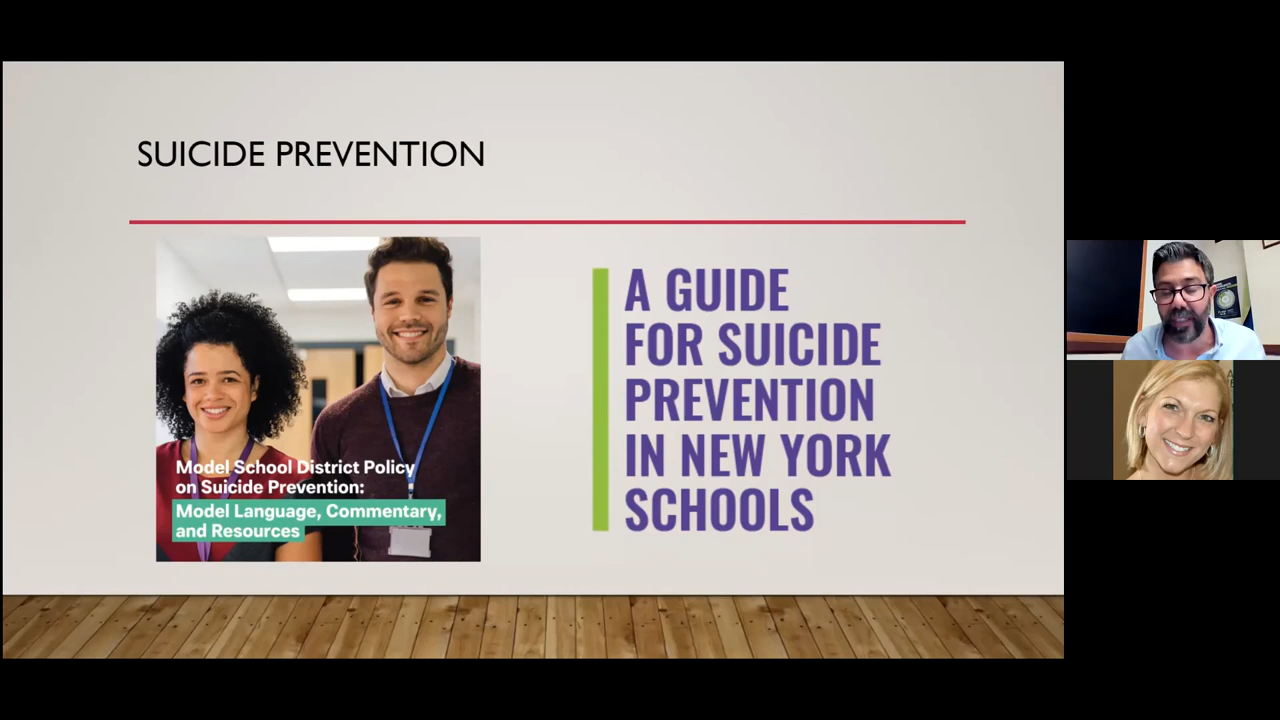 SUICIDE PREVENTION
Model School District Policy
on Suicide Prevention:
Model Language, Commentary,
and Resources
A GUIDE
FOR SUICIDE
PREVENTION
IN NEW YORK
SCHOOLS